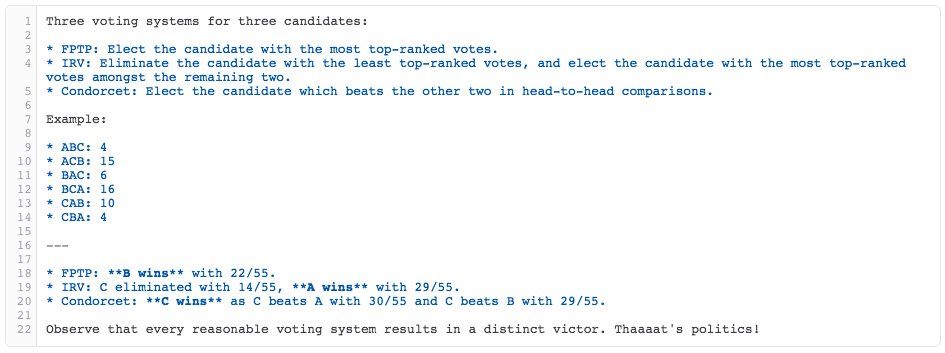 1 Three voting systems for three candidates:
2
3 * FPTP: Elect the candidate with the most top-ranked votes.
4 * IRV: Eliminate the candidate with the least top-ranked votes, and elect the candidate with the most top-ranked
votes amongst the remaining two.
5 * Condorcet: Elect the candidate which beats the other two in head-to-head comparisons.
6
7 Example:
8
9 * ABC: 4
10 * ACB: 15
11 * BAC: 6
12 * BCA: 16
13 * CAB: 10
14 * CBA: 4
15
16 ---
17
18 * FPTP: **B wins** with 22/55.
19 * IRV: C eliminated with 14/55, **A wins** with 29/55.
20 * Condorcet: **C wins** as C beats A with 30/55 and C beats B with 29/55.
21
22 Observe that every reasonable voting system results in a distinct victor. Thaaaat's politics!